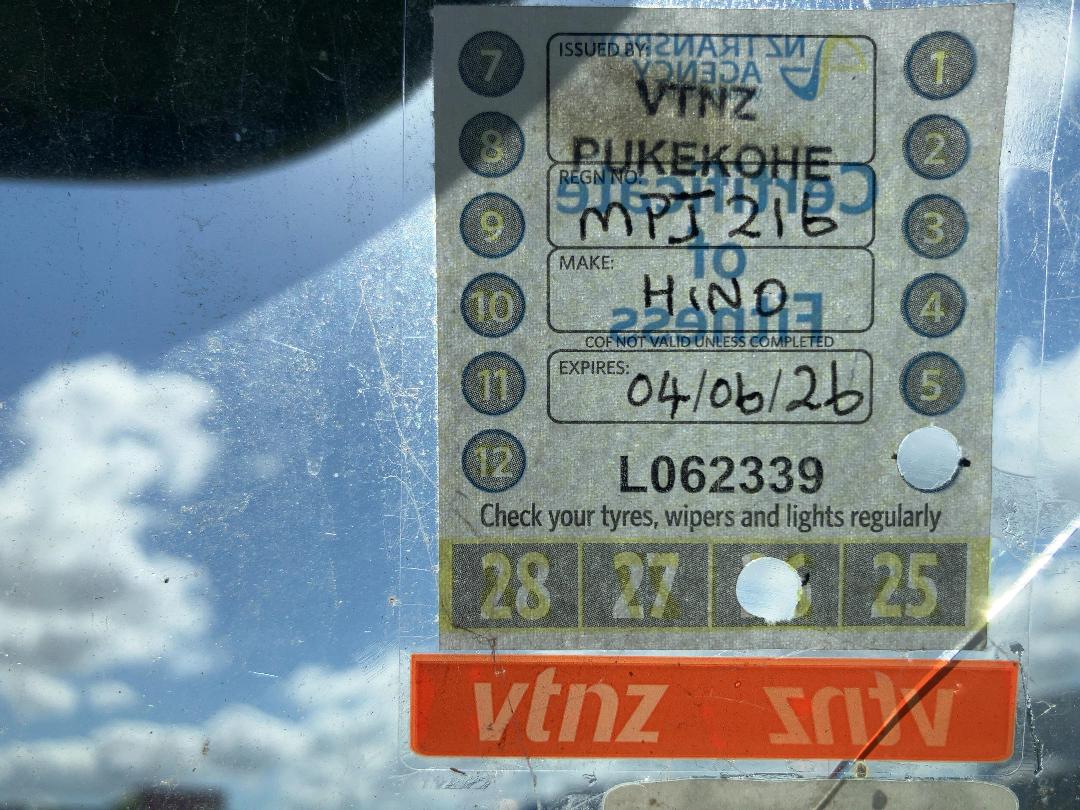 ISSUED BY:
NZ TRANSPORT
AGENCY
VTNZ
PUKEKOHE
REGN NO:
MPJ 216
Certificate
of
Fitness
MAKE:
HINO
COF NOT VALID UNLESS COMPLETED
EXPIRES: 04/06/26
L062339
Check your tyres, wipers and lights regularly
7
8
9
10
11
12
1
2
3
4
5
28 27 26 25
vtnz vtnz